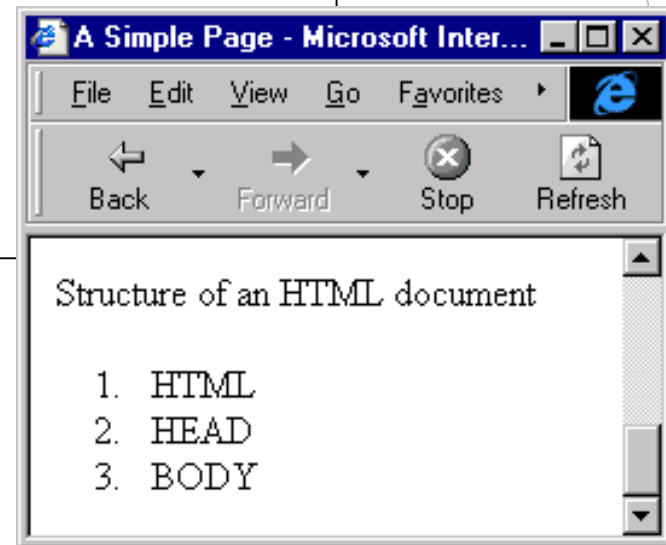 A Simple Page - Microsoft Inter...
File Edit View Go Favorites
Back Forward Stop Refresh
Structure of an HTML document
1. HTML
2. HEAD
3. BODY